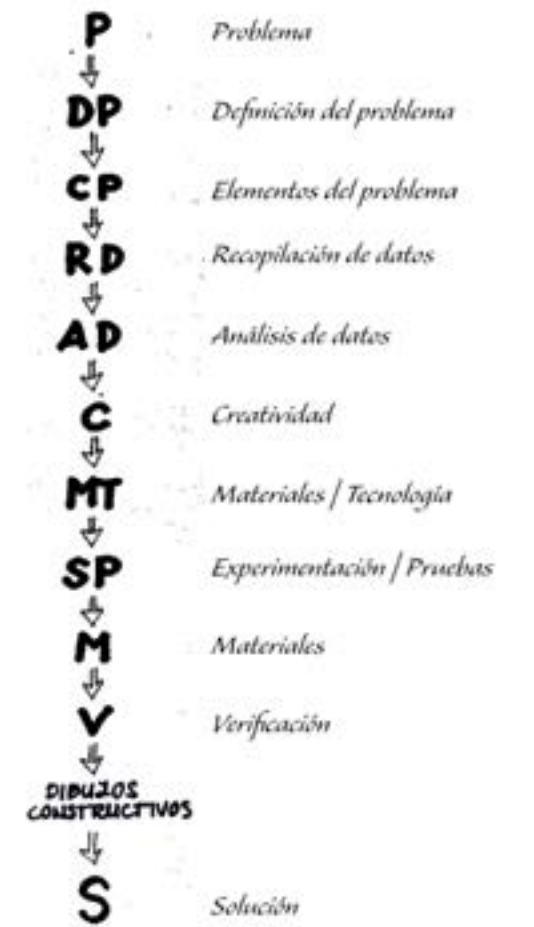 P Problema
DP Definición del problema
CP Elementos del problema
RD Recopilación de datos
AD Análisis de datos
C Creatividad
MT Materiales / Tecnología
SP Experimentación / Pruebas
M Materiales
V Verificación
DIBUJOS
CONSTRUCTIVOS
S Solución